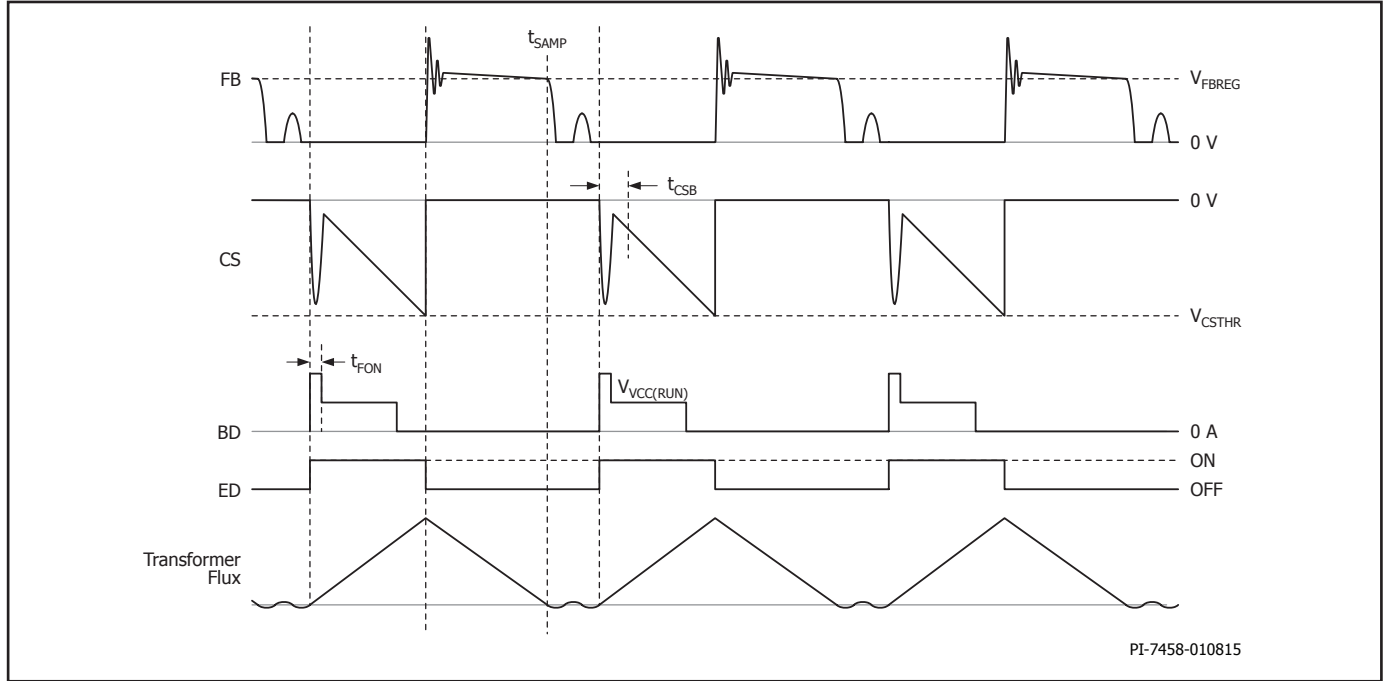 tSAMP
FB
VFBREG
0 V
tCSB
0 V
CS
VCSTHR
tFON
VVCC(RUN)
BD
0 A
ON
ED
OFF
Transformer
Flux
PI-7458-010815